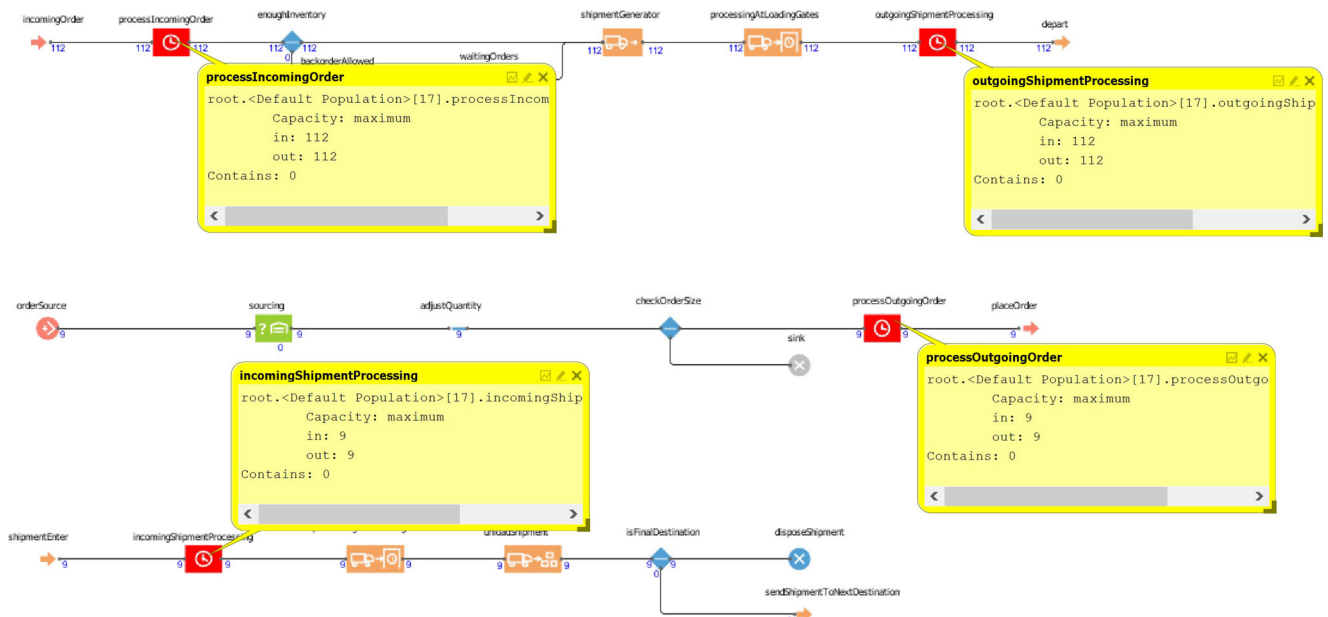 incomingOrder processIncomingOrder enoughInventory shipmentGenerator processingAtLoadingGates outgoingShipmentProcessing depart
112 112 112 112 112 112 112 112 112 112 112 112
0
backorderAllowed waitingOrders
processIncomingOrder
root.<Default Population>[17].processIncom
Capacity: maximum
in: 112
out: 112
Contains: 0
outgoingShipmentProcessing
root.<Default Population>[17].outgoingShip
Capacity: maximum
in: 112
out: 112
Contains: 0
orderSource sourcing adjustQuantity checkOrderSize processOutgoingOrder placeOrder
9 9 ? 9 9 9 9 9
0
sink
incomingShipmentProcessing
root.<Default Population>[17].incomingShip
Capacity: maximum
in: 9
out: 9
Contains: 0
processOutgoingOrder
root.<Default Population>[17].processOutgo
Capacity: maximum
in: 9
out: 9
Contains: 0
shipmentEnter incomingShipmentProcessing unloadShipment isFinalDestination disposeShipment
9 9 9 9 9 9 9 9 9
0
sendShipmentToNextDestination